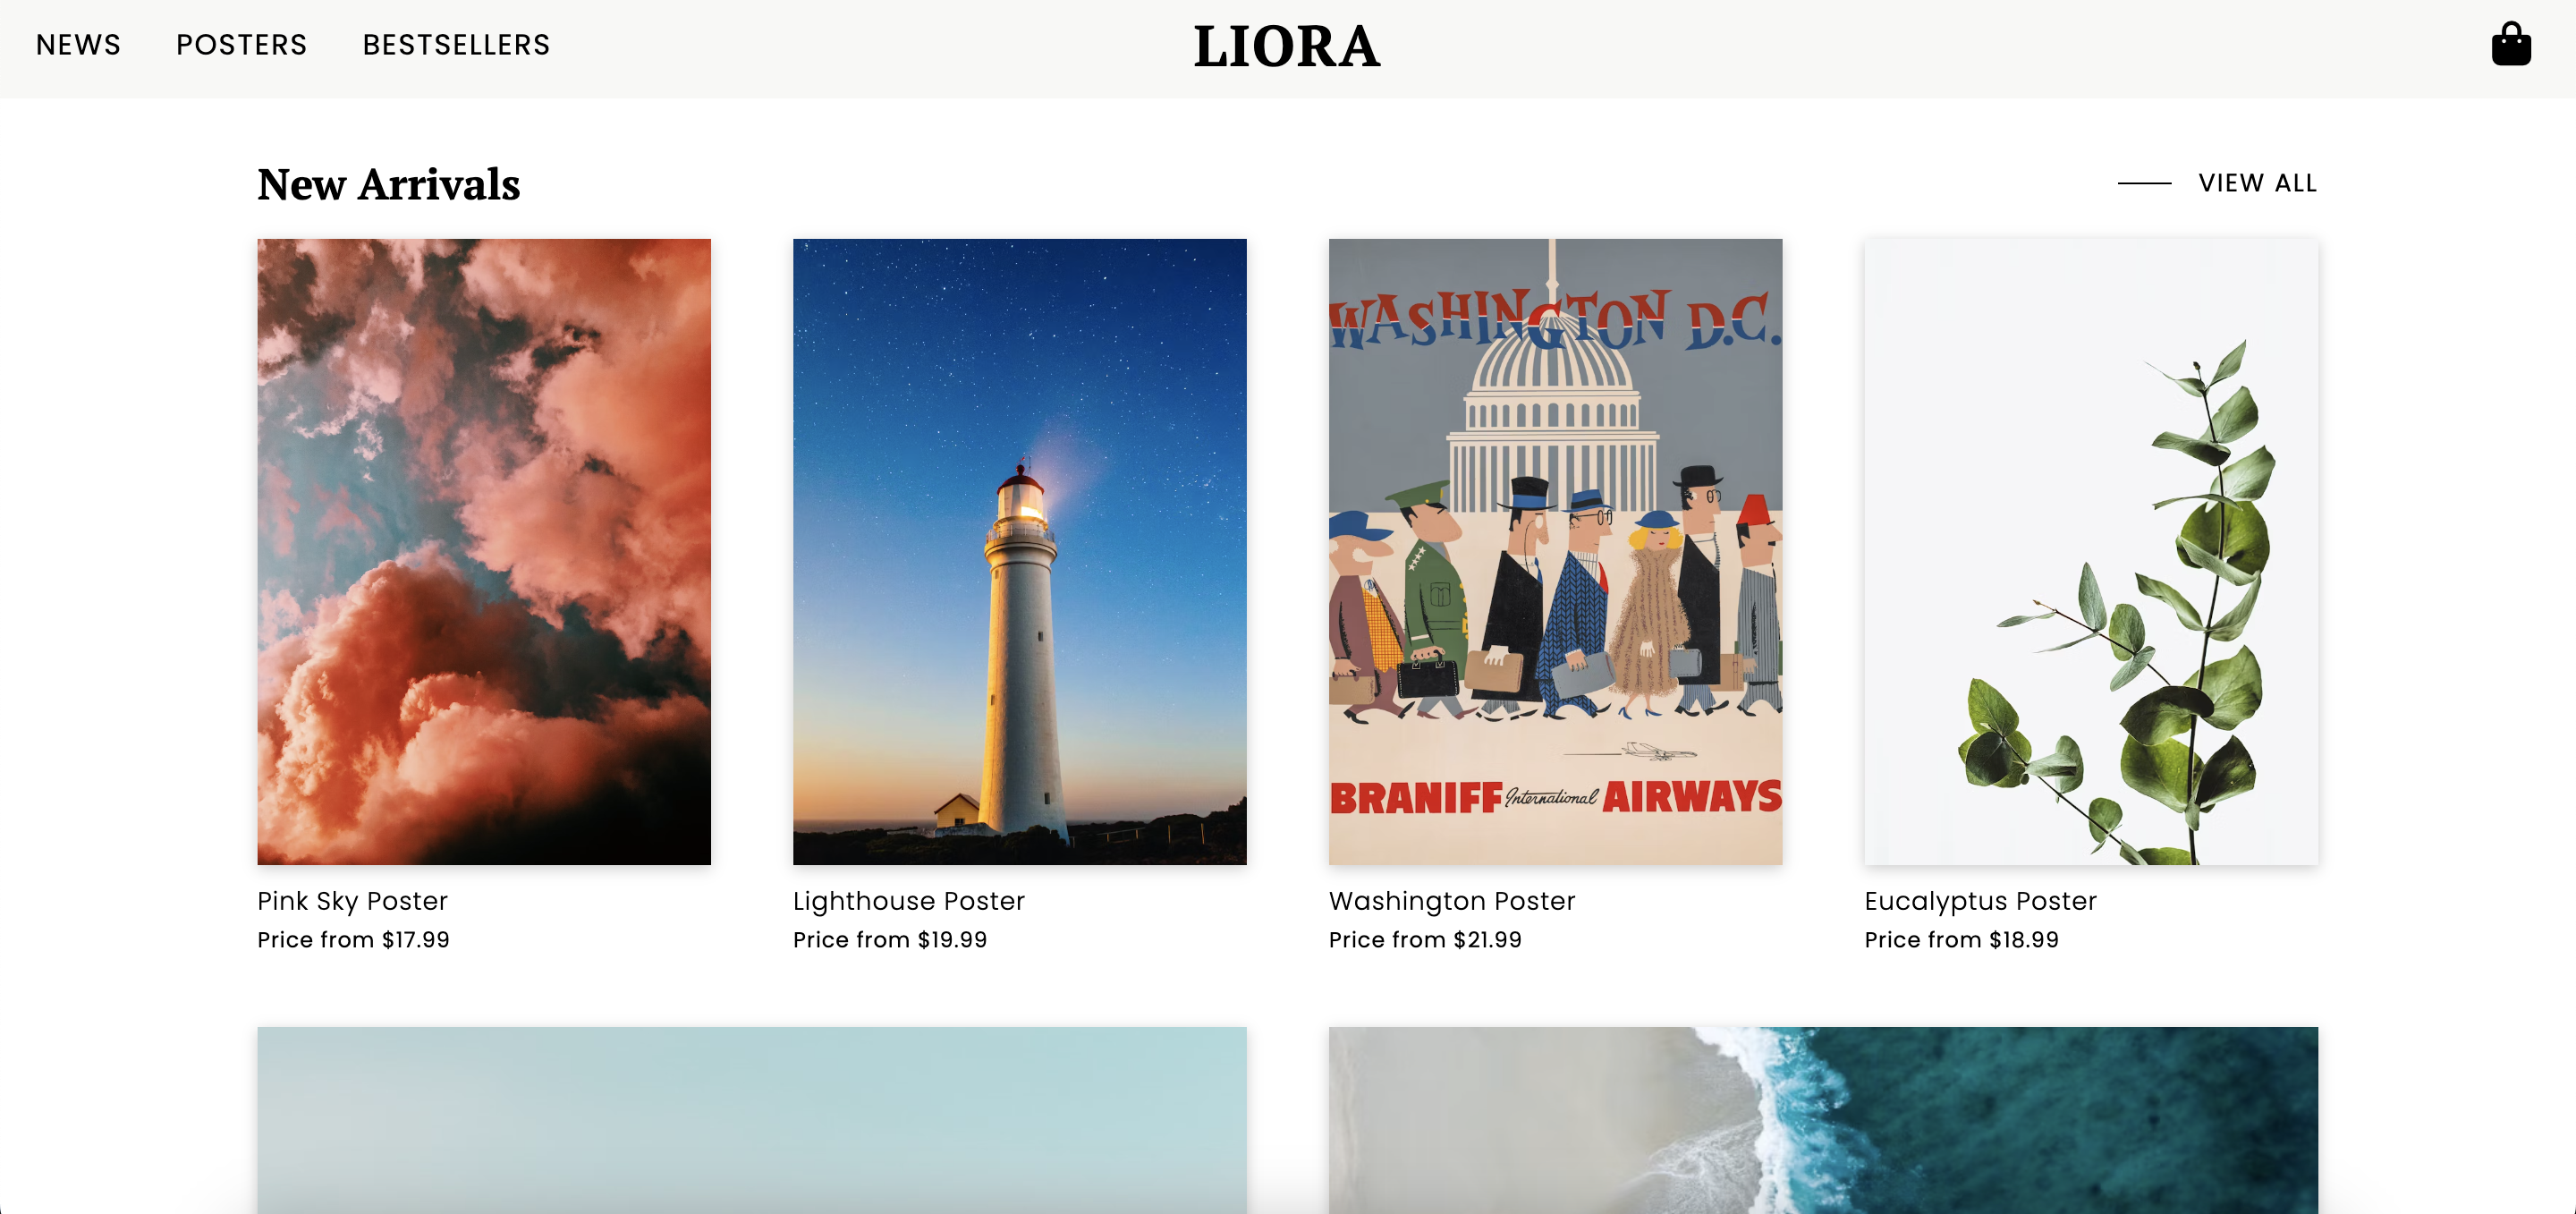 NEWS POSTERS BESTSELLERS LIORA
New Arrivals VIEW ALL
WASHINGTON D.C.
BRANIFF International AIRWAYS
Pink Sky Poster Lighthouse Poster Washington Poster Eucalyptus Poster
Price from $17.99 Price from $19.99 Price from $21.99 Price from $18.99